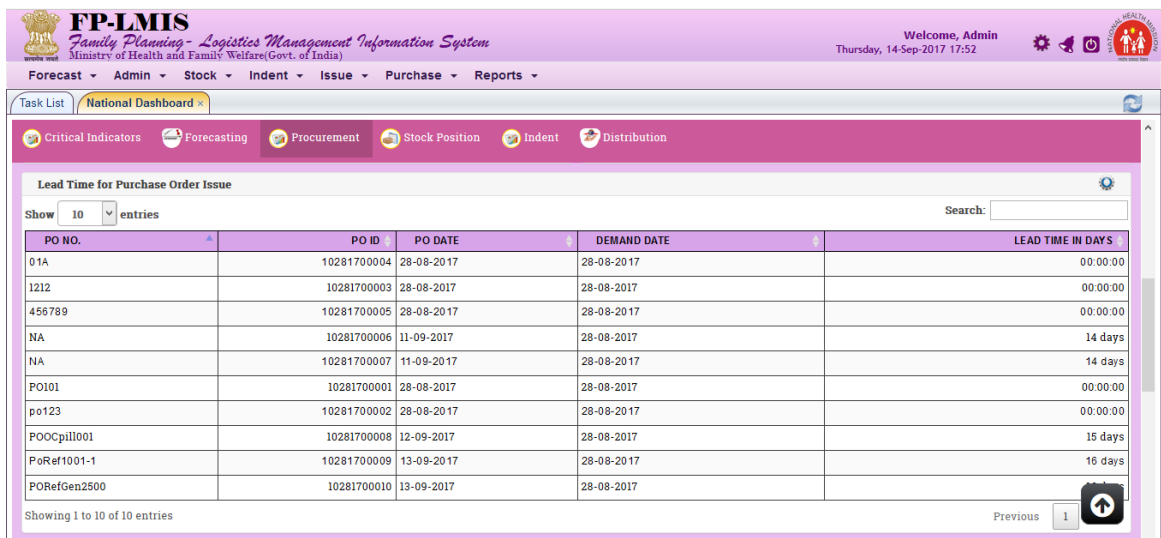 FP-LMIS
Family Planning- Logistics Management Information System
Ministry of Health and Family Welfare(Govt. of India)
सत्यमेव जयते
Welcome, Admin
Thursday, 14-Sep-2017 17:52
NATIONAL HEALTH MISSION
Forecast Admin Stock Indent Issue Purchase Reports
Task List National Dashboard ×
Critical Indicators Forecasting Procurement Stock Position Indent Distribution
Lead Time for Purchase Order Issue
Show 10 entries Search:
PO NO. PO ID PO DATE DEMAND DATE LEAD TIME IN DAYS
01A 10281700004 28-08-2017 28-08-2017 00:00:00
1212 10281700003 28-08-2017 28-08-2017 00:00:00
456789 10281700005 28-08-2017 28-08-2017 00:00:00
NA 10281700006 11-09-2017 28-08-2017 14 days
NA 10281700007 11-09-2017 28-08-2017 14 days
PO101 10281700001 28-08-2017 28-08-2017 00:00:00
po123 10281700002 28-08-2017 28-08-2017 00:00:00
POOCpill001 10281700008 12-09-2017 28-08-2017 15 days
PoRef1001-1 10281700009 13-09-2017 28-08-2017 16 days
PORefGen2500 10281700010 13-09-2017 28-08-2017
Showing 1 to 10 of 10 entries Previous 1